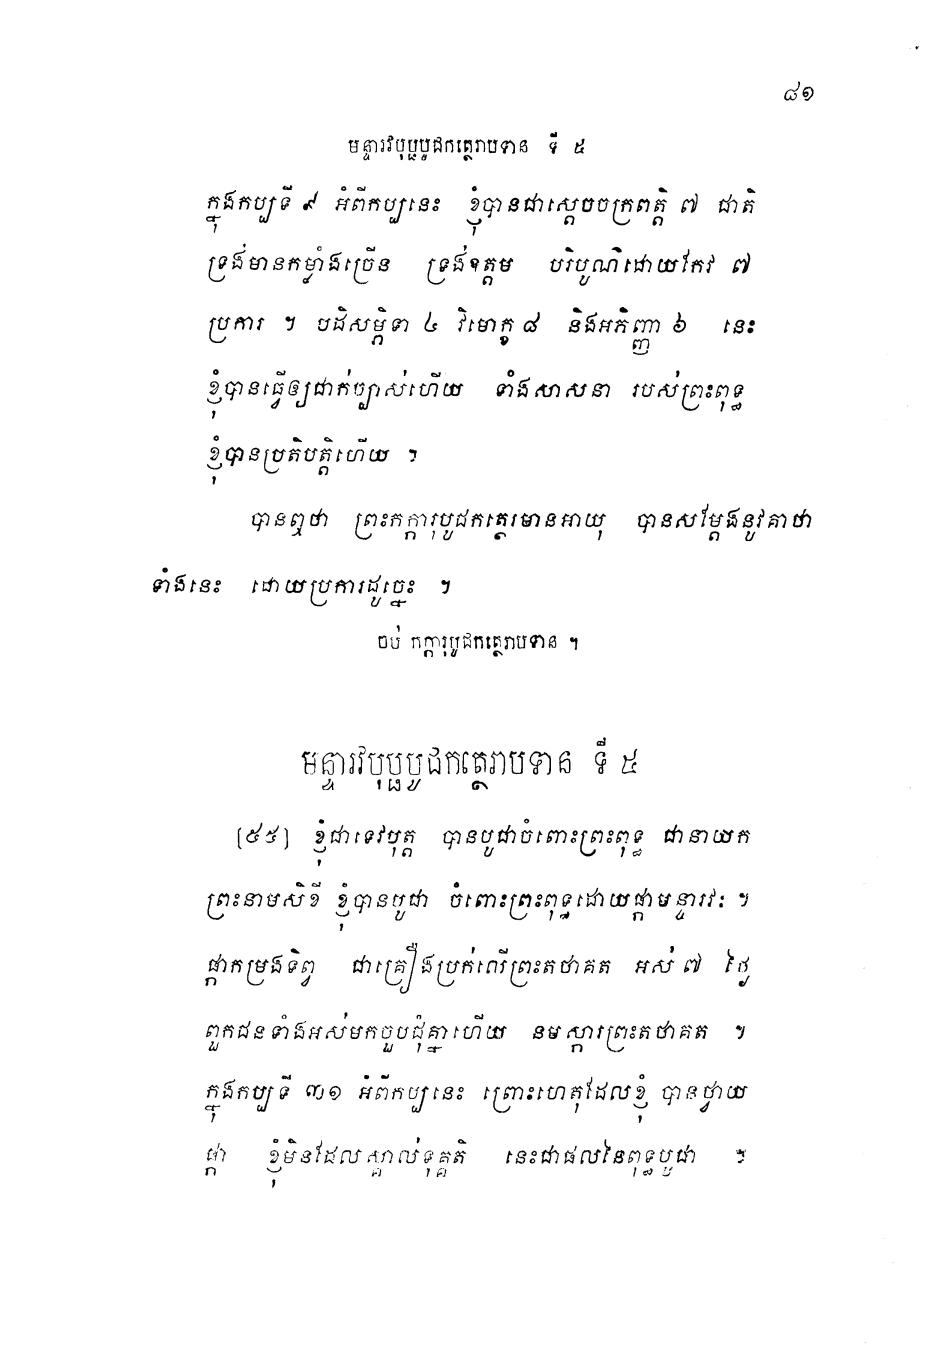 ៨១
មន្ទារវបុប្ផបូជកត្ថេរាបទាន ទី ៥
ក្នុងកប្បទី ៩ អំពីកប្បនេះ ខ្ញុំបានជាស្តេចចក្រពត្តិ ៧ ជាតិ
ទ្រង់មានកម្លាំងច្រើន ទ្រង់ឧត្តម បរិបូណ៌ដោយកែវ ៧
ប្រការ ។ បដិសម្ភិទា ៤ វិមោក្ខ ៨ និងអភិញ្ញា ៦ នេះ
ខ្ញុំបានធ្វើឲ្យជាក់ច្បាស់ហើយ ទាំងសាសនា របស់ព្រះពុទ្ធ
ខ្ញុំបានប្រតិបត្តិហើយ ។
បានឮថា ព្រះកក្ការុបូជកត្ថេរមានអាយុ បានសម្តែងនូវគាថា
ទាំងនេះ ដោយប្រការដូច្នេះ ។
ចប់ កក្ការុបូជកត្ថេរាបទាន ។
មន្ទារវបុប្ផបូជកត្ថេរាបទាន ទី ៥
[៥៥] ខ្ញុំជាទេវបុត្ត បានបូជាចំពោះព្រះពុទ្ធ ជានាយក
ព្រះនាមសិខី ខ្ញុំបានបូជា ចំពោះព្រះពុទ្ធដោយផ្កាមន្ទារវៈ ។
ផ្កាកម្រងទិព្វ ជាគ្រឿងប្រក់លើព្រះតថាគត អស់ ៧ ថ្ងៃ
ពួកជនទាំងអស់មកចួបជុំគ្នាហើយ នមស្ការព្រះតថាគត ។
ក្នុងកប្បទី ៣១ អំពីកប្បនេះ ព្រោះហេតុដែលខ្ញុំ បានថ្វាយ
ផ្កា ខ្ញុំមិនដែលស្គាល់ទុគ្គតិ នេះជាផលនៃពុទ្ធបូជា ។